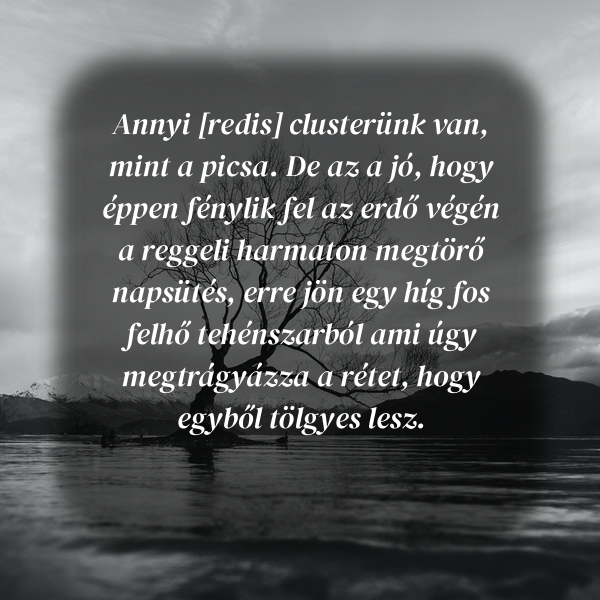 Annyi [redis] clusterünk van,
mint a picsa. De az a jó, hogy
éppen fénylik fel az erdő végén
a reggeli harmaton megtörő
napsütés, erre jön egy híg fos
felhő tehénszarból ami úgy
megtrágyázza a rétet, hogy
egyből tölgyes lesz.